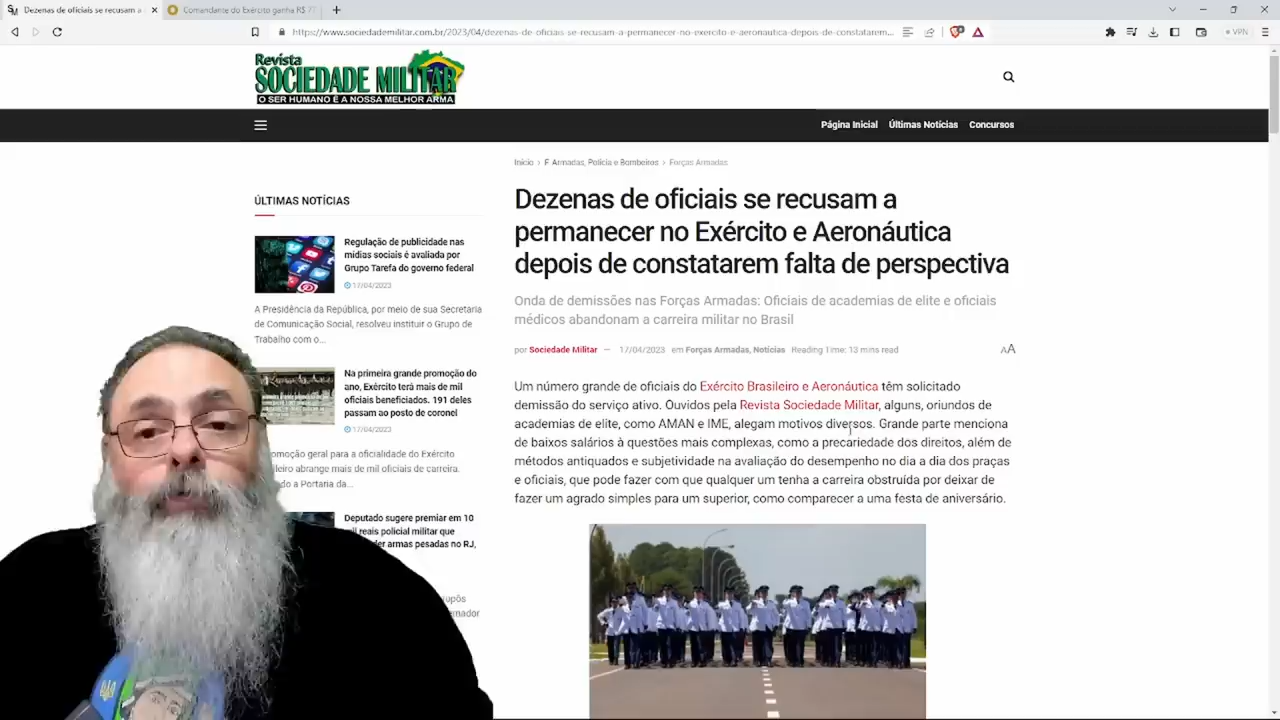 Dezenas de oficiais se recusam a
Comandante do Exército ganha R$ 77
https://www.sociedademilitar.com.br/2023/04/dezenas-de-oficiais-se-recusam-a-permanecer-no-exercito-e-aeronautica-depois-de-constatarem...
VPN
Revista
SOCIEDADE MILITAR
O SER HUMANO É A NOSSA MELHOR ARMA
Página Inicial Últimas Notícias Concursos
Início > F Armadas, Polícia e Bombeiros > Forças Armadas
Dezenas de oficiais se recusam a
permanecer no Exército e Aeronáutica
depois de constatarem falta de perspectiva
Onda de demissões nas Forças Armadas: Oficiais de academias de elite e oficiais
médicos abandonam a carreira militar no Brasil
por Sociedade Militar — 17/04/2023 em Forças Armadas, Notícias Reading Time: 13 mins read
AA
Um número grande de oficiais do Exército Brasileiro e Aeronáutica têm solicitado
demissão do serviço ativo. Ouvidos pela Revista Sociedade Militar, alguns, oriundos de
academias de elite, como AMAN e IME, alegam motivos diversos. Grande parte menciona
de baixos salários à questões mais complexas, como a precariedade dos direitos, além de
métodos antiquados e subjetividade na avaliação do desempenho no dia a dia dos praças
e oficiais, que pode fazer com que qualquer um tenha a carreira obstruída por deixar de
fazer um agrado simples para um superior, como comparecer a uma festa de aniversário.
ÚLTIMAS NOTÍCIAS
Regulação de publicidade nas
mídias sociais é avaliada por
Grupo Tarefa do governo federal
17/04/2023
A Presidência da República, por meio de sua Secretaria
de Comunicação Social, resolveu instituir o Grupo de
Trabalho com o...
Na primeira grande promoção do
ano, Exército terá mais de mil
oficiais beneficiados. 191 deles
passam ao posto de coronel
17/04/2023
omoção geral para a oficialidade do Exército
ileiro abrange mais de mil oficiais de carreira.
do a Portaria da...
Deputado sugere premiar em 10
mil reais policial militar que
der armas pesadas no RJ,